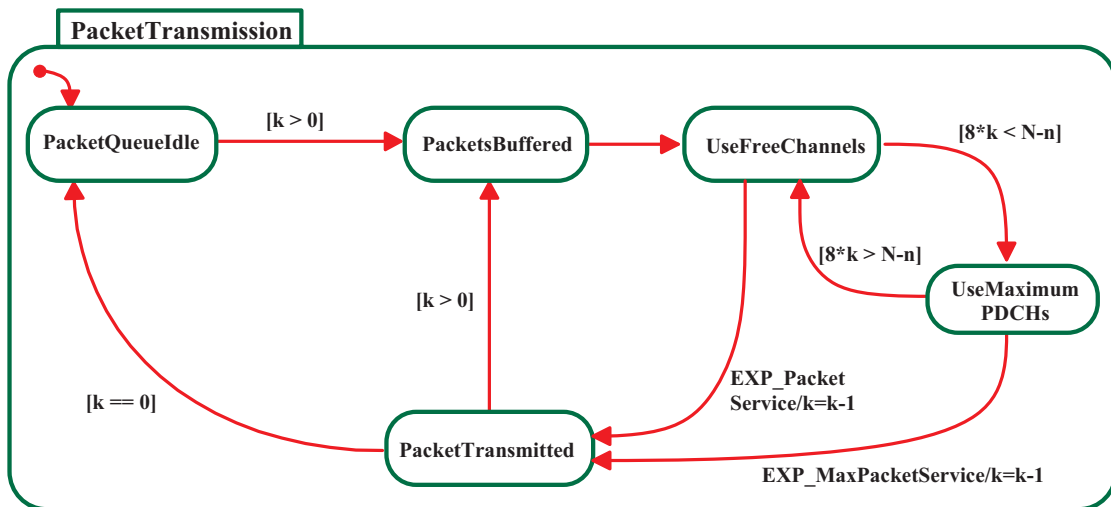 PacketTransmission
[k > 0]
[8*k < N-n]
PacketQueueIdle
PacketsBuffered
UseFreeChannels
[8*k > N-n]
[k > 0]
UseMaximum
PDCHs
EXP_Packet
Service/k=k-1
[k == 0]
PacketTransmitted
EXP_MaxPacketService/k=k-1